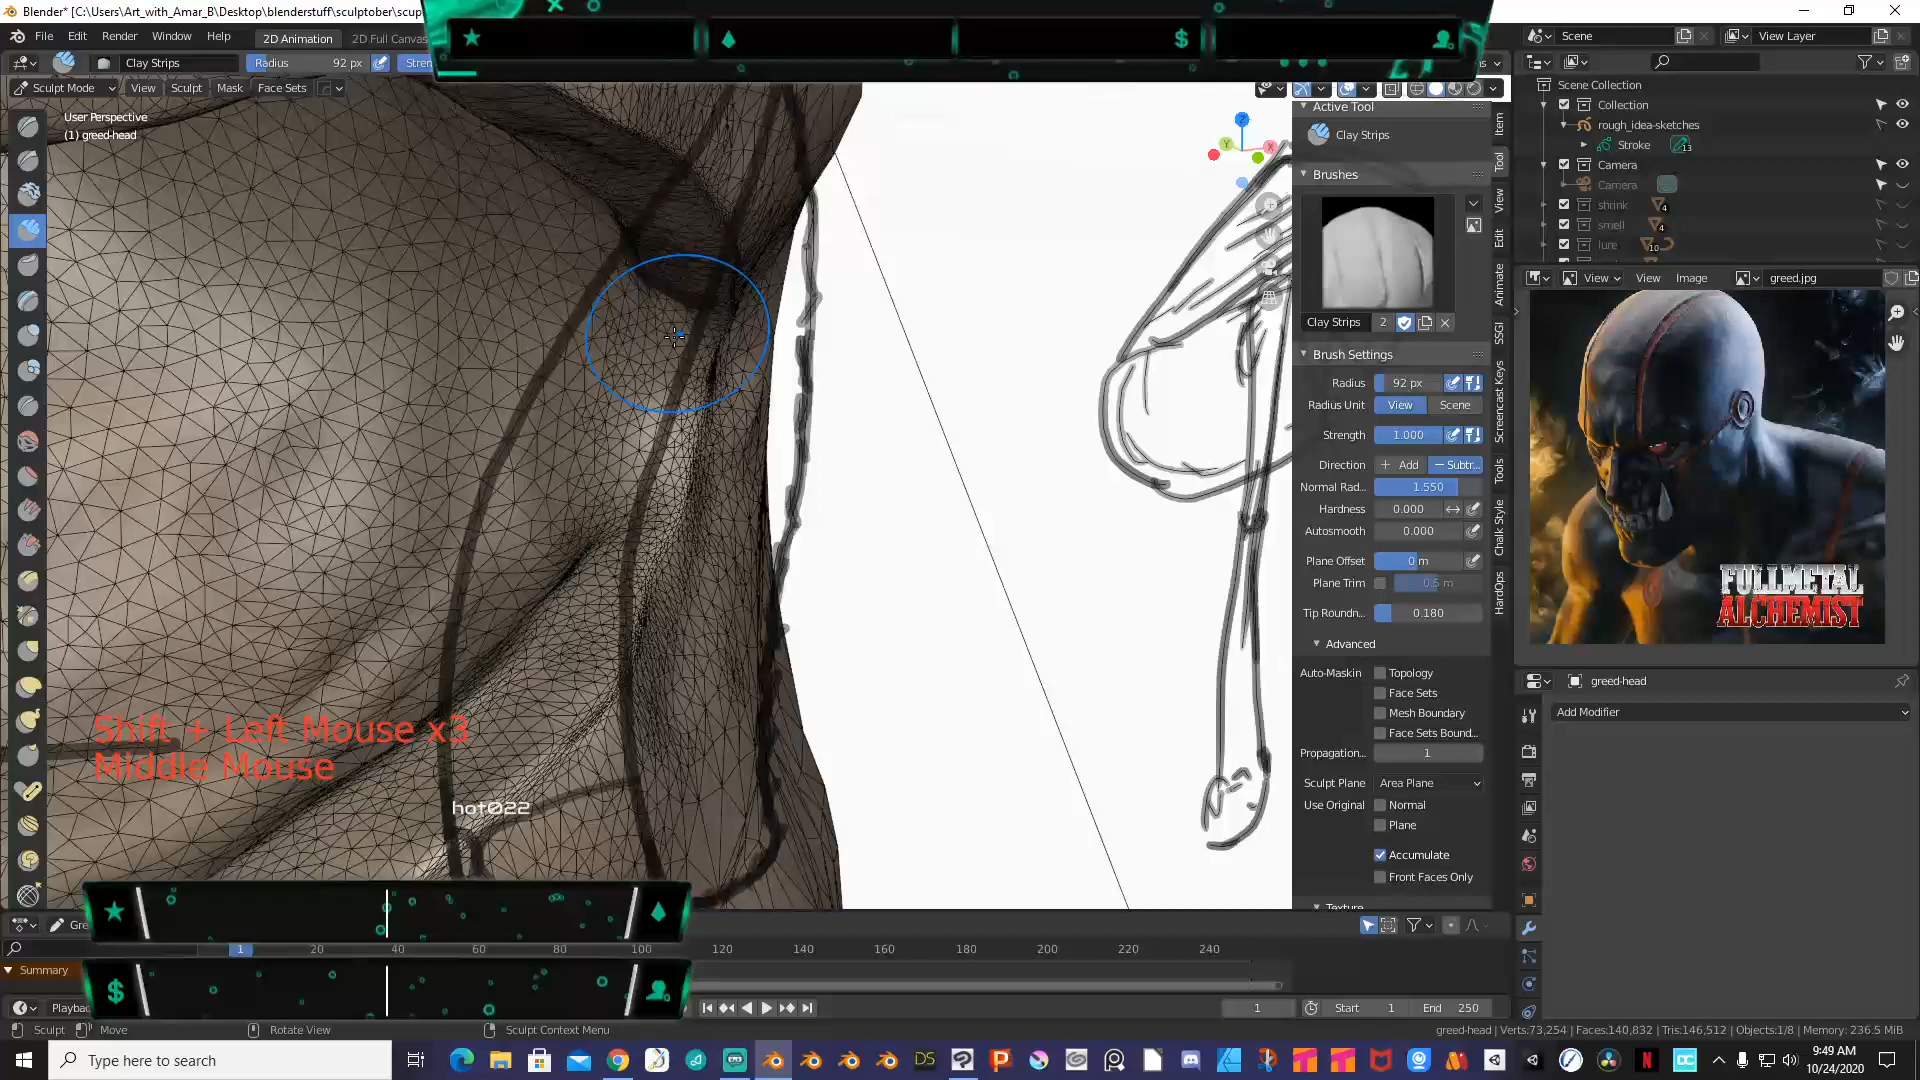 Blender* [C:\Users\Art_with_Amar_B\Desktop\blenderstuff\sculptober\sculp
File Edit Render Window Help 2D Animation 2D Full Canvas
Scene View Layer
Clay Strips Radius 92 px
Sculpt Mode View Sculpt Mask Face Sets
User Perspective
(1) greed-head
Active Tool
Clay Strips
Brushes
Clay Strips 2
Brush Settings
Radius 92 px
Radius Unit View Scene
Strength 1.000
Direction Add Subtr...
Normal Rad... 1.550
Hardness 0.000
Autosmooth 0.000
Plane Offset 0 m
Plane Trim 0.5 m
Tip Roundn... 0.180
Advanced
Auto-Maskin Topology
Face Sets
Mesh Boundary
Face Sets Bound...
Propagation... 1
Sculpt Plane Area Plane
Use Original Normal
Plane
Accumulate
Front Faces Only
Texture
Item
Tool
View
Edit
Animate
SSGI
Screencast Keys
Tools
Chalk Style
HardOps
Scene Collection
Collection
rough_idea-sketches
Stroke 13
Camera
Camera
shrink 4
smell 4
lure 10
View View Image greed.jpg
FULLMETAL
ALCHEMIST
greed-head
Add Modifier
Shift + Left Mouse x3
Middle Mouse
hot022
Gre
1 20 40 60 80 100 120 140 160 180 200 220 240
Summary
Playback
1 Start 1 End 250
Sculpt Move Rotate View Sculpt Context Menu
greed-head | Verts:73,254 | Faces:140,832 | Tris:146,512 | Objects:1/8 | Memory: 236.5 MiB
Type here to search
9:49 AM
10/24/2020